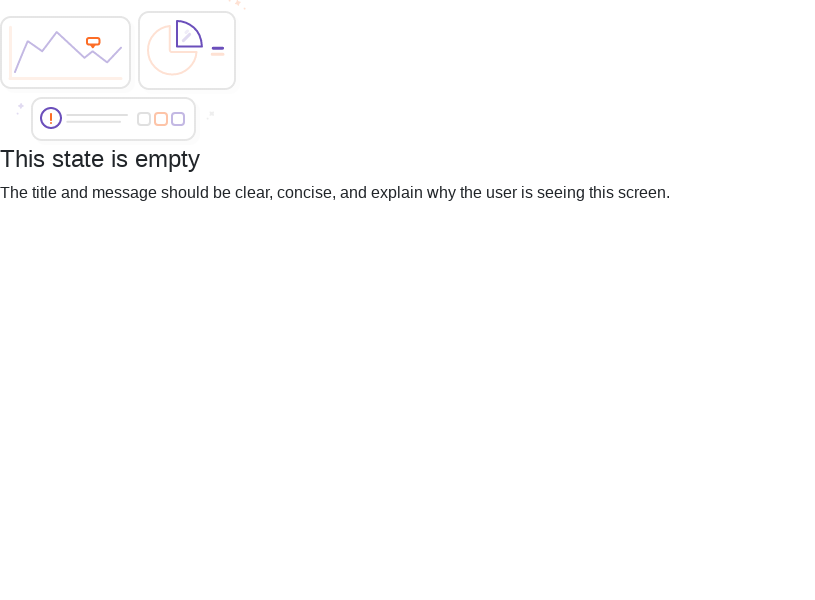 This state is empty
The title and message should be clear, concise, and explain why the user is seeing this screen.